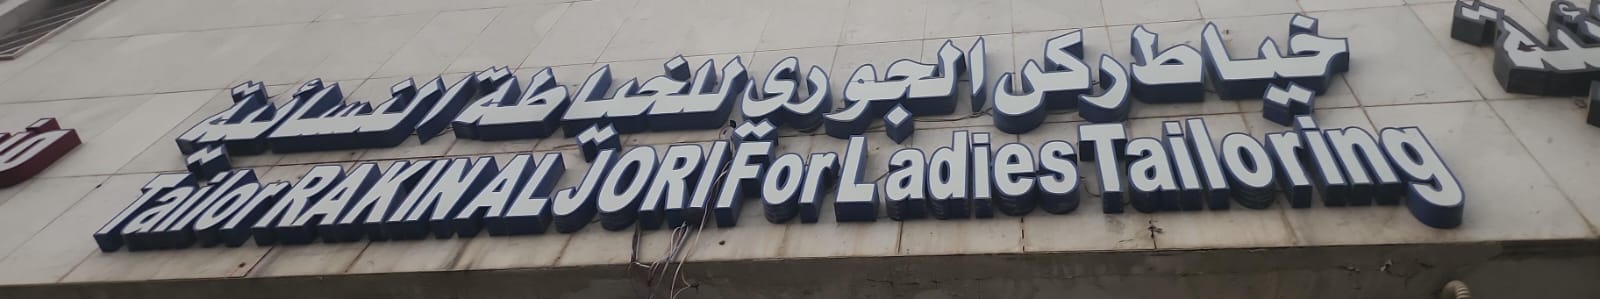 خياط ركن الجوري للخياطة النسائية
Tailor RAKIN AL JORI For Ladies Tailoring